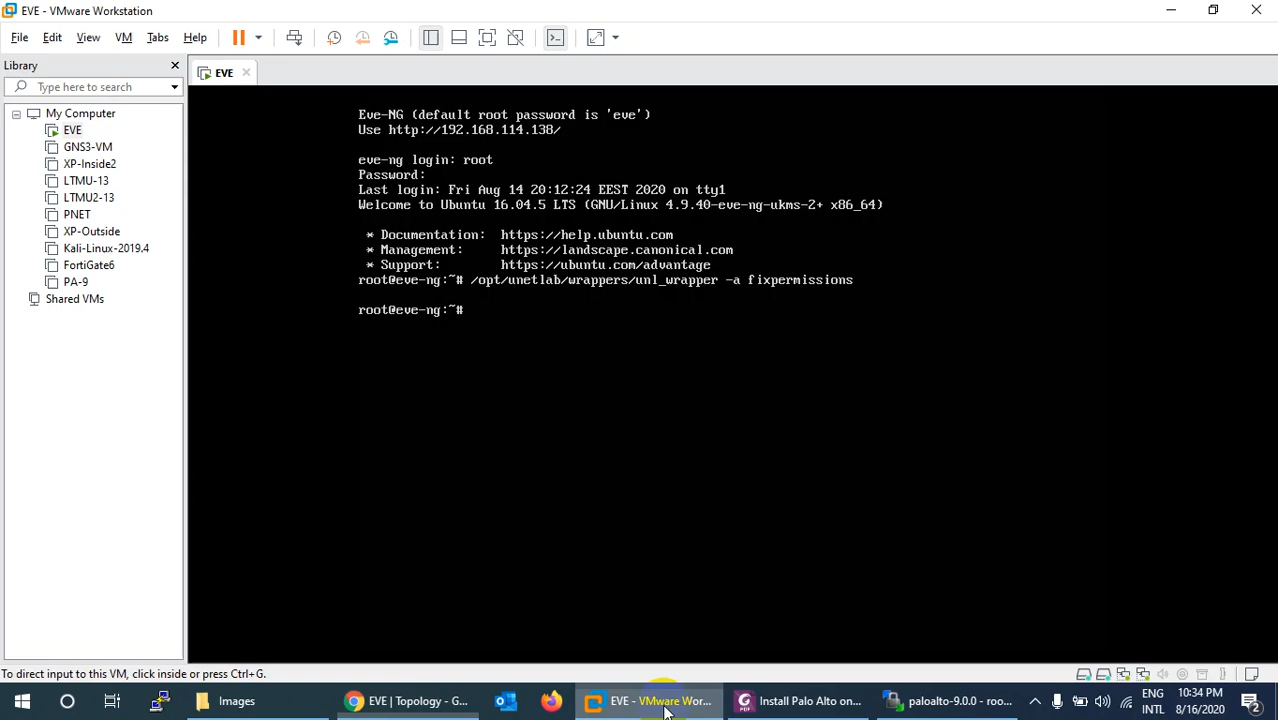 EVE - VMware Workstation
File Edit View VM Tabs Help
Library
Type here to search
My Computer
EVE
GNS3-VM
XP-Inside2
LTMU-13
LTMU2-13
PNET
XP-Outside
Kali-Linux-2019.4
FortiGate6
PA-9
Shared VMs
EVE
Eve-NG (default root password is 'eve')
Use http://192.168.114.138/
eve-ng login: root
Password:
Last login: Fri Aug 14 20:12:24 EEST 2020 on tty1
Welcome to Ubuntu 16.04.5 LTS (GNU/Linux 4.9.40-eve-ng-ukms-2+ x86_64)
* Documentation: https://help.ubuntu.com
* Management: https://landscape.canonical.com
* Support: https://ubuntu.com/advantage
root@eve-ng:~# /opt/unetlab/wrappers/unl_wrapper -a fixpermissions
root@eve-ng:~#
To direct input to this VM, click inside or press Ctrl+G.
Images
EVE | Topology - G...
EVE - VMware Wor...
PDF
Install Palo Alto on...
paloalto-9.0.0 - roo...
ENG
INTL
10:34 PM
8/16/2020
2